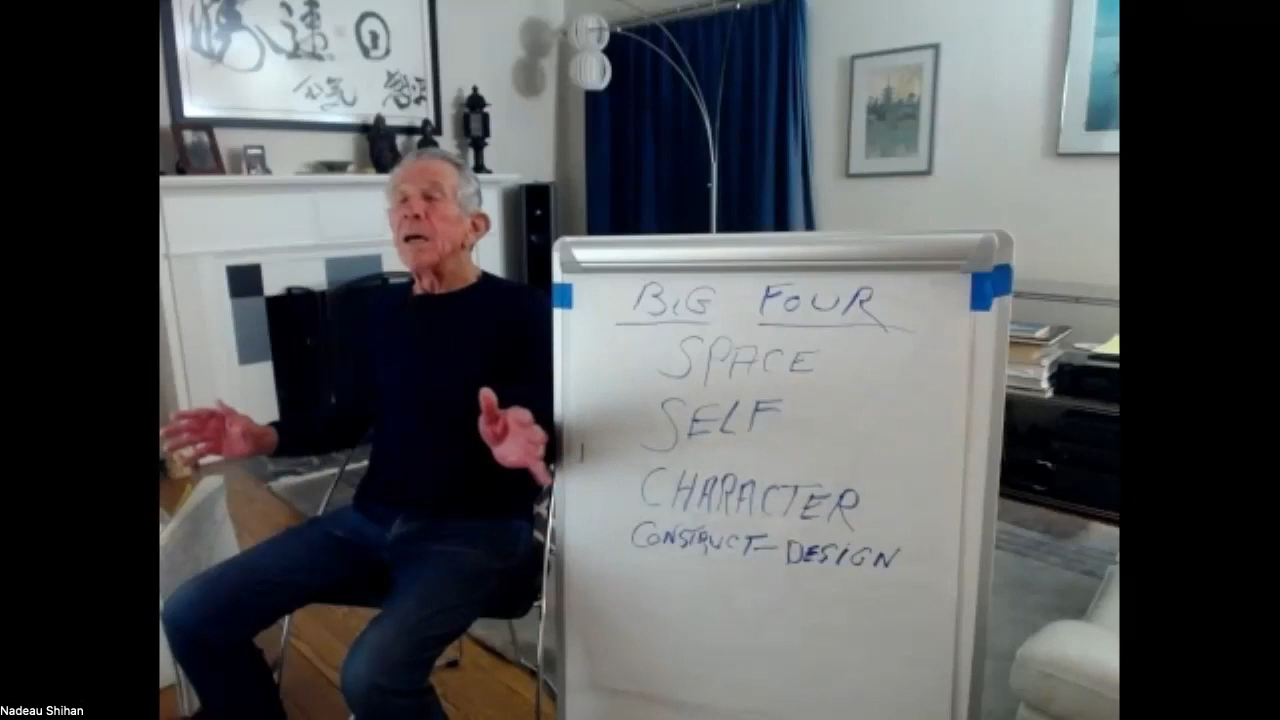 BIG FOUR
SPACE
SELF
CHARACTER
CONSTRUCT-DESIGN
Nadeau Shihan